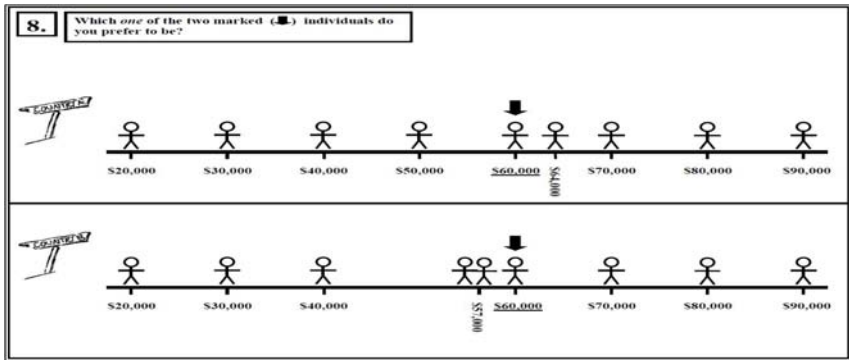 8.
Which one of the two marked ( ) individuals do
you prefer to be?
COUNTRY A
$20,000 $30,000 $40,000 $50,000 $60,000 $64,000 $70,000 $80,000 $90,000
COUNTRY B
$20,000 $30,000 $40,000 $57,000 $60,000 $70,000 $80,000 $90,000